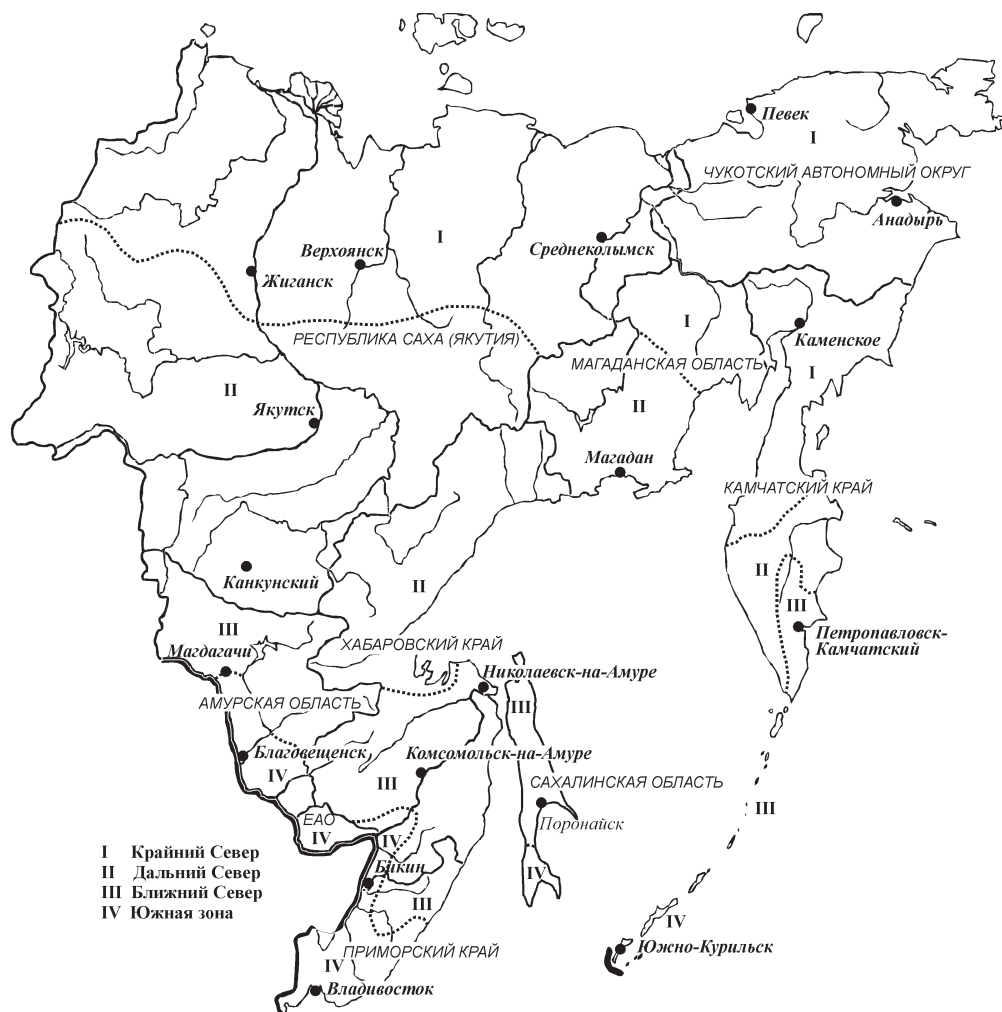 Певек
I
ЧУКОТСКИЙ АВТОНОМНЫЙ ОКРУГ
Анадырь
I
Среднеколымск
Верхоянск
Жиганск
I
Каменское
РЕСПУБЛИКА САХА (ЯКУТИЯ)
МАГАДАНСКАЯ ОБЛАСТЬ
I
II
II
Якутск
Магадан
КАМЧАТСКИЙ КРАЙ
Канкунский
II
II
III
III
Петропавловск-
Камчатский
ХАБАРОВСКИЙ КРАЙ
Магдагачи
Николаевск-на-Амуре
АМУРСКАЯ ОБЛАСТЬ
III
Благовещенск
Комсомольск-на-Амуре
IV
III
САХАЛИНСКАЯ ОБЛАСТЬ
III
ЕАО
Поронайск
IV
IV
I Крайний Север
II Дальний Север
III Ближний Север
IV Южная зона
Бикин
IV
III
IV
ПРИМОРСКИЙ КРАЙ
Южно-Курильск
IV
Владивосток